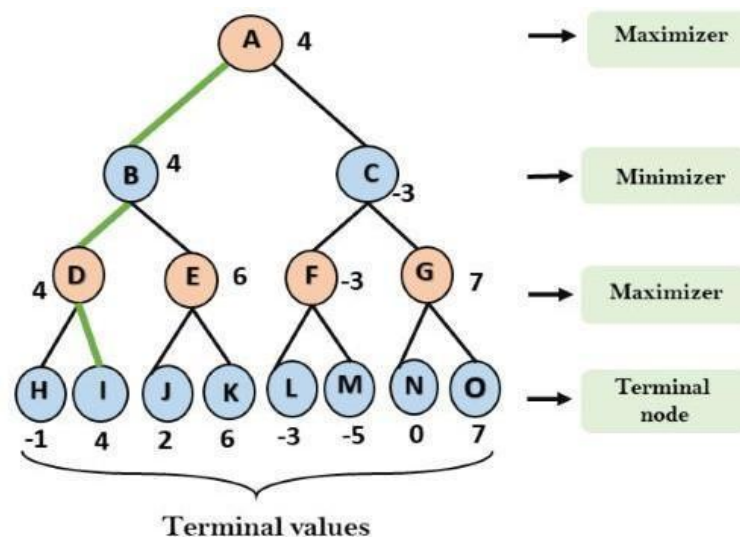 A 4 Maximizer
B 4 C -3 Minimizer
4 D E 6 F -3 G 7 Maximizer
H I J K L M N O Terminal
node
-1 4 2 6 -3 -5 0 7
Terminal values